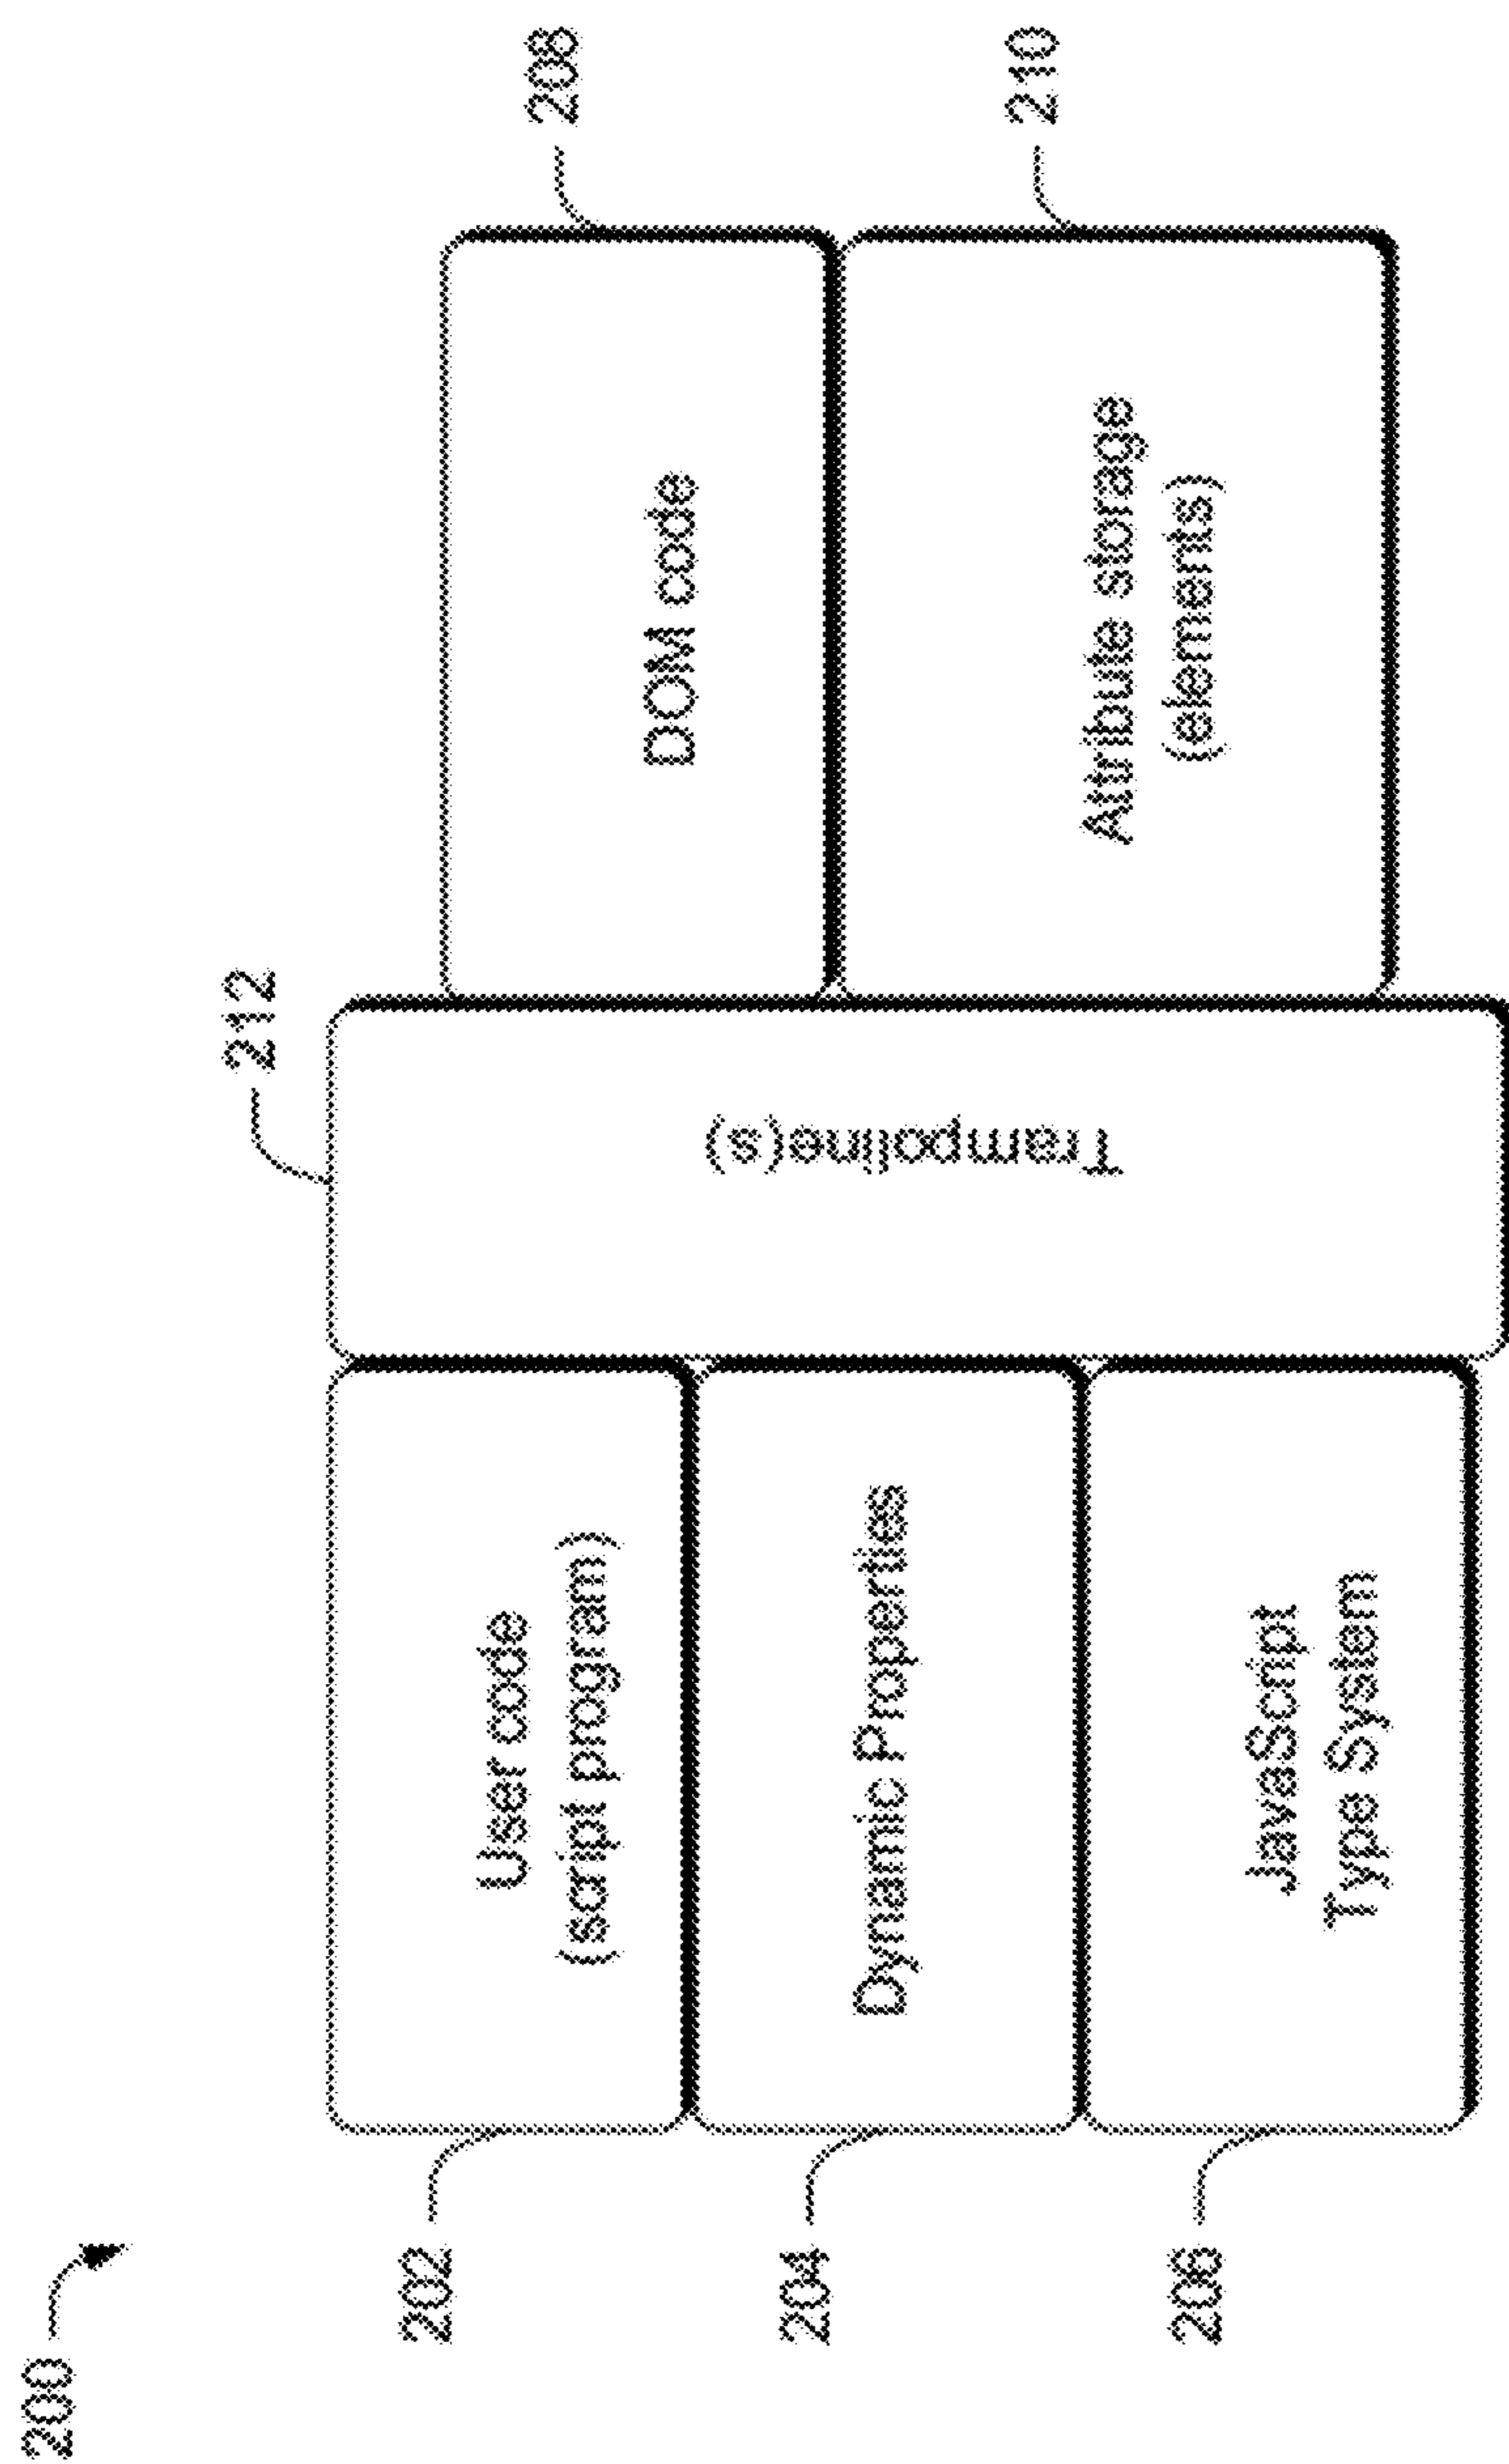 200
202
User code
(script program)
204
Dynamic Properties
206
JavaScript
Type System
212
Trampoline(s)
208
DOM code
210
Attribute storage
(elements)